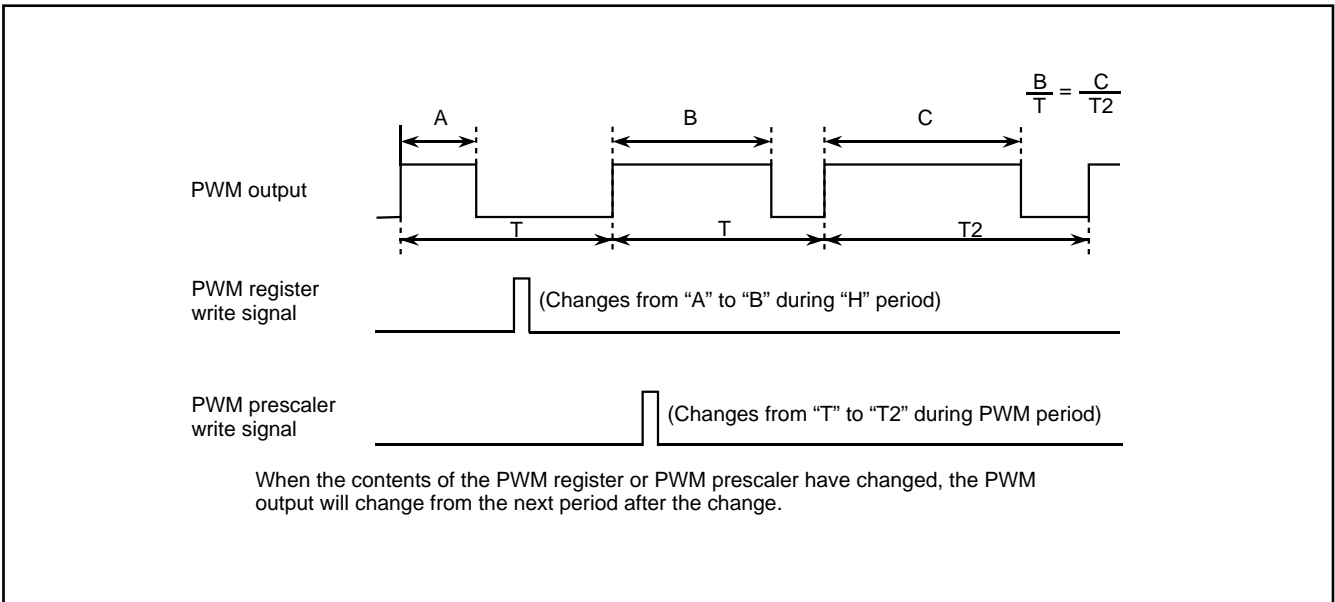 B = C
T T2
A B C
PWM output
T T T2
PWM register
write signal
(Changes from “A” to “B” during “H” period)
PWM prescaler
write signal
(Changes from “T” to “T2” during PWM period)
When the contents of the PWM register or PWM prescaler have changed, the PWM
output will change from the next period after the change.